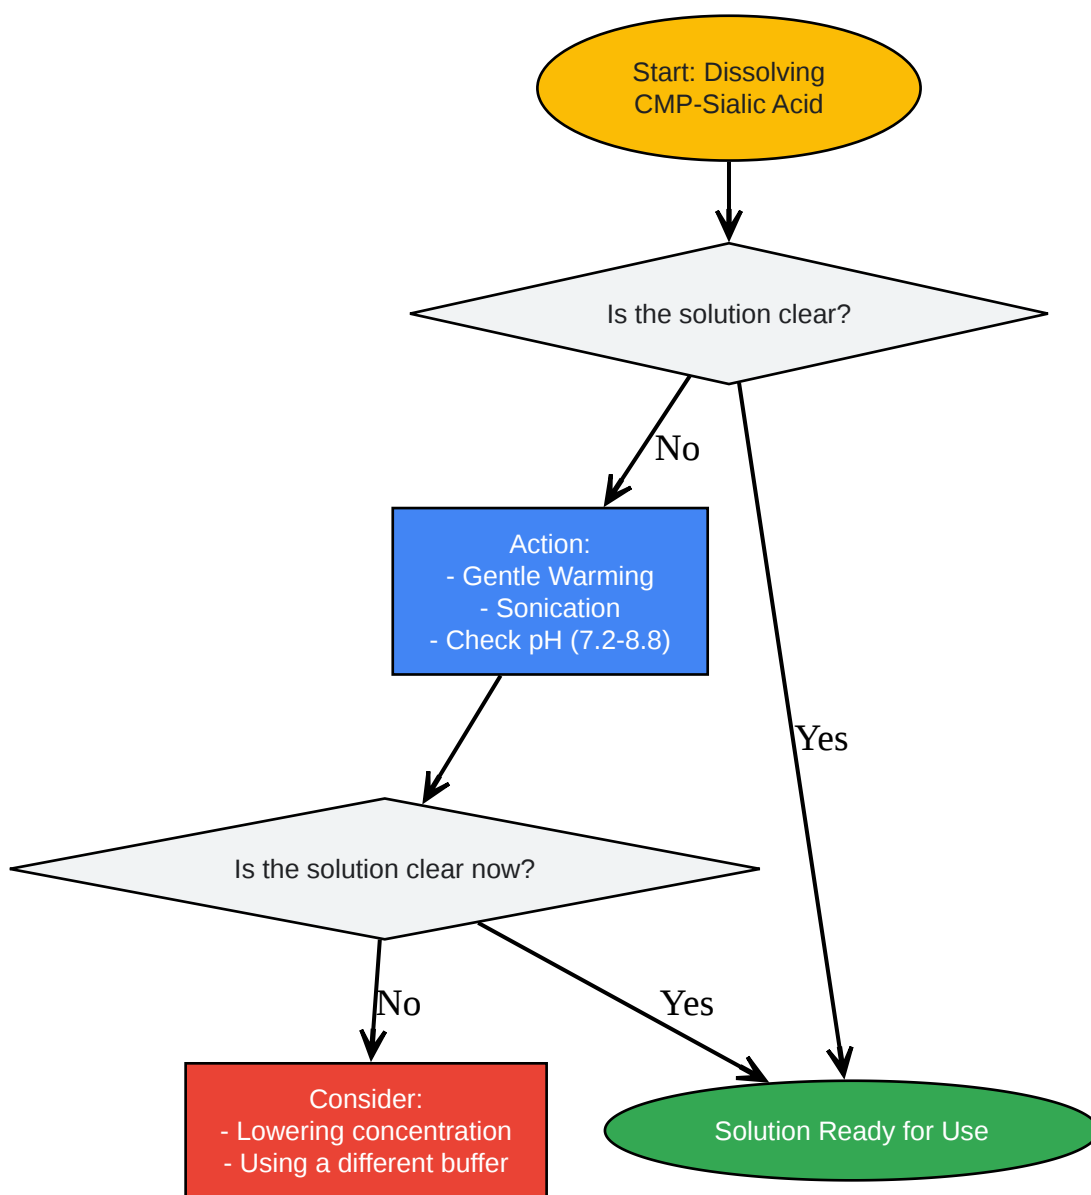 Start: Dissolving
CMP-Sialic Acid
Is the solution clear?
No
Action:
- Gentle Warming
- Sonication
- Check pH (7.2-8.8)
Yes
Is the solution clear now?
No
Yes
Consider:
- Lowering concentration
- Using a different buffer
Solution Ready for Use